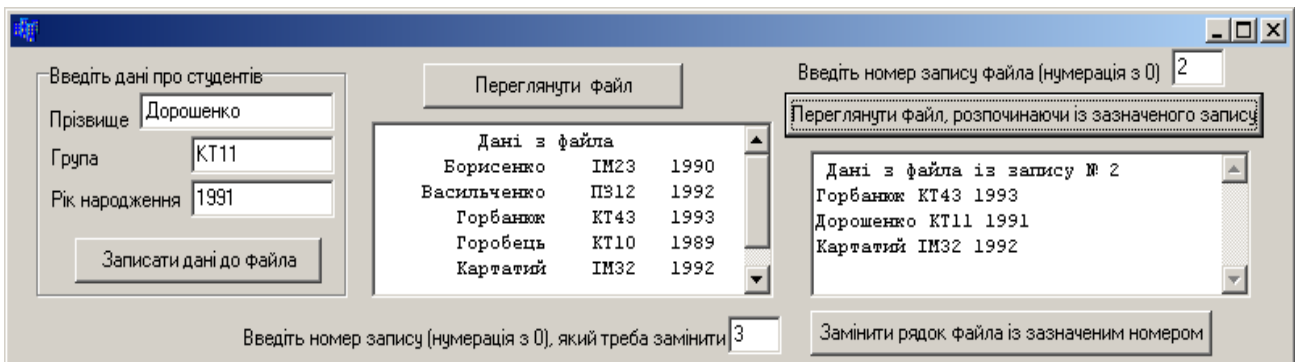 Введіть дані про студентів
Прізвище Дорошенко
Група КТ11
Рік народження 1991
Записати дані до файла
Переглянути файл
Дані з файла
Борисенко ІМ23 1990
Васильченко ПЗ12 1992
Горбанюк КТ43 1993
Горобець КТ10 1989
Картатий ІМ32 1992
Введіть номер запису файла (нумерація з 0) 2
Переглянути файл, розпочинаючи із зазначеного запису
Дані з файла із запису № 2
Горбанюк КТ43 1993
Дорошенко КТ11 1991
Картатий ІМ32 1992
Введіть номер запису (нумерація з 0), який треба замінити 3
Замінити рядок файла із зазначеним номером